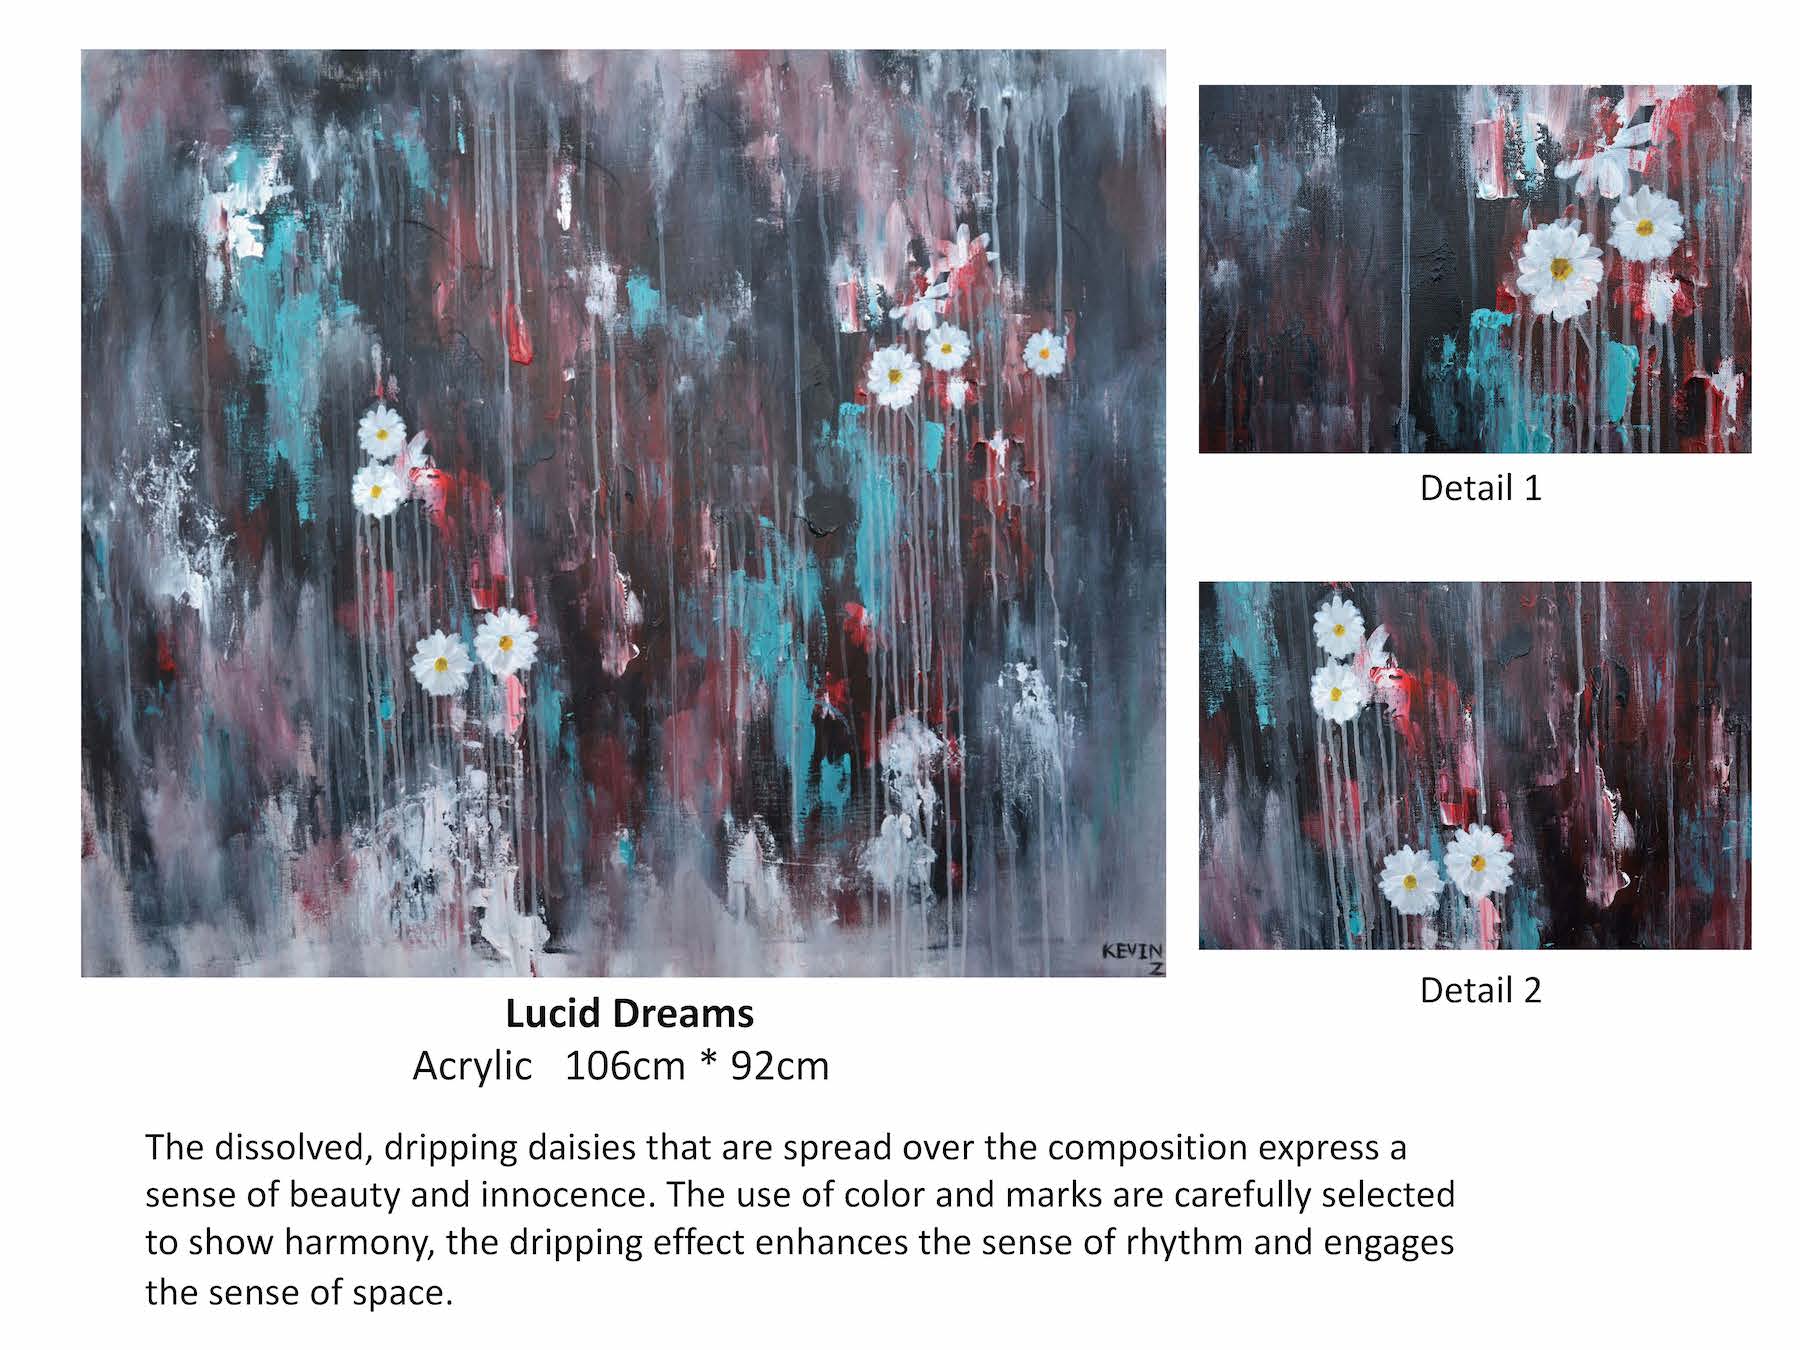 KEVIN
Z
Detail 1
Detail 2
Lucid Dreams
Acrylic 106cm * 92cm
The dissolved, dripping daisies that are spread over the composition express a
sense of beauty and innocence. The use of color and marks are carefully selected
to show harmony, the dripping effect enhances the sense of rhythm and engages
the sense of space.